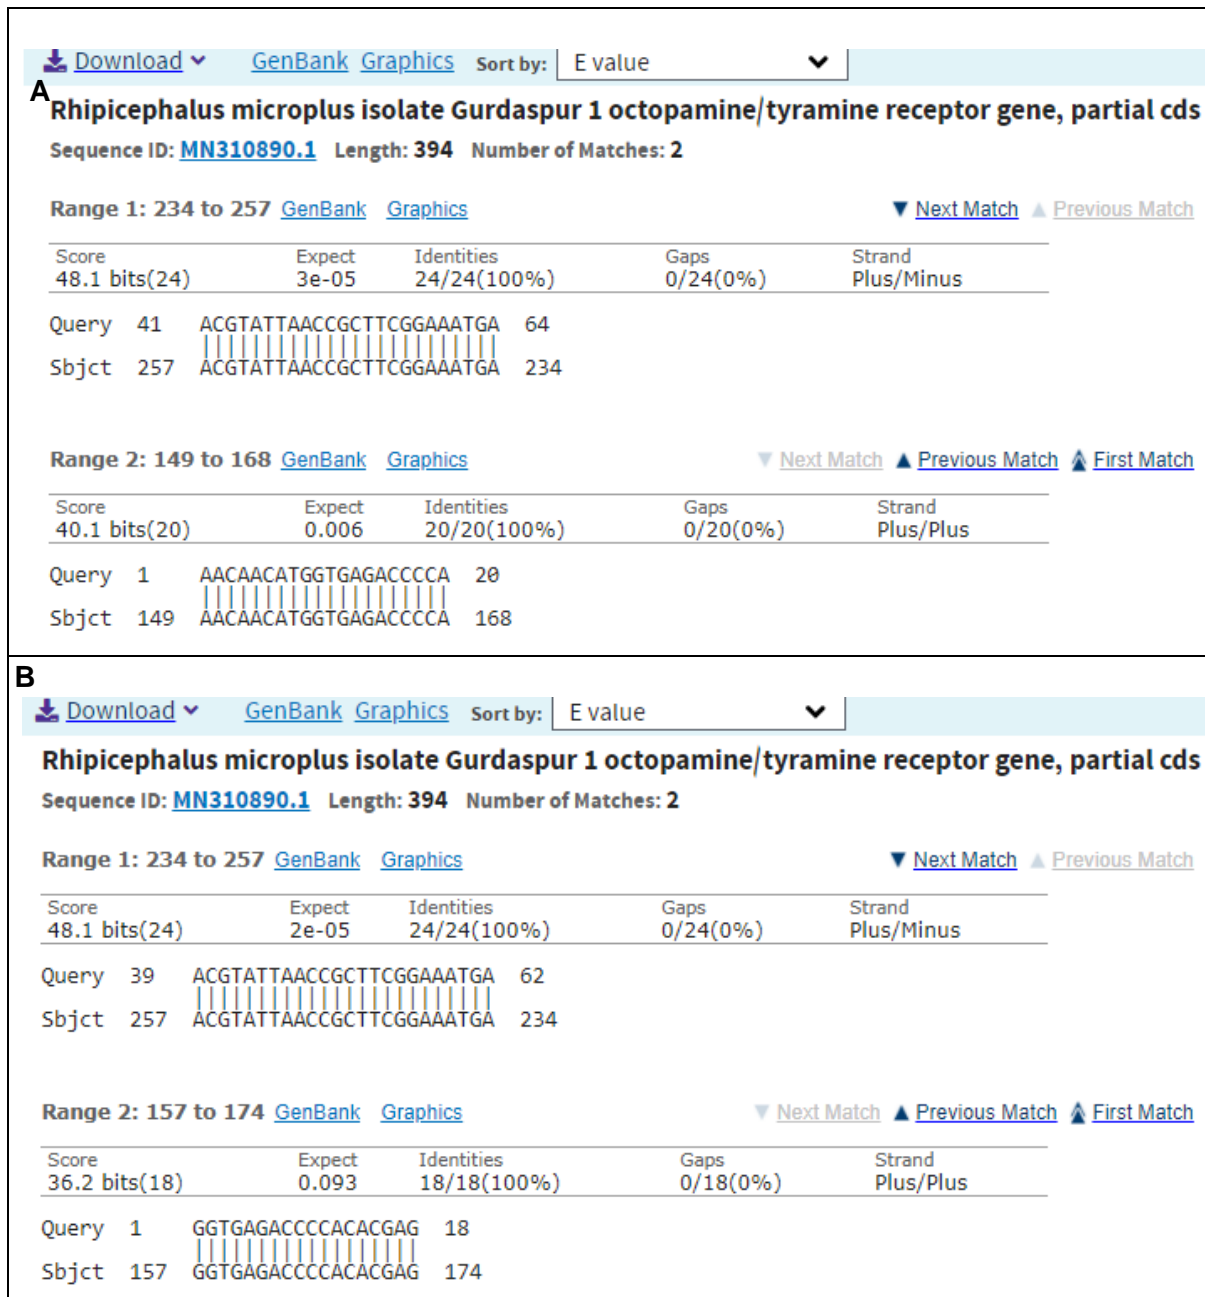 Download GenBank Graphics Sort by: E value
A
Rhipicephalus microplus isolate Gurdaspur 1 octopamine/tyramine receptor gene, partial cds
Sequence ID: MN310890.1 Length: 394 Number of Matches: 2
Range 1: 234 to 257 GenBank Graphics ▼ Next Match ▲ Previous Match
Score Expect Identities Gaps Strand
48.1 bits(24) 3e-05 24/24(100%) 0/24(0%) Plus/Minus
Query 41 ACGTATTAACCGCTTCGGAAATGA 64
||||||||||||||||||||||||
Sbjct 257 ACGTATTAACCGCTTCGGAAATGA 234
Range 2: 149 to 168 GenBank Graphics ▼ Next Match ▲ Previous Match First Match
Score Expect Identities Gaps Strand
40.1 bits(20) 0.006 20/20(100%) 0/20(0%) Plus/Plus
Query 1 AACAACATGGTGAGACCCCA 20
||||||||||||||||||||
Sbjct 149 AACAACATGGTGAGACCCCA 168
B
Download GenBank Graphics Sort by: E value
Rhipicephalus microplus isolate Gurdaspur 1 octopamine/tyramine receptor gene, partial cds
Sequence ID: MN310890.1 Length: 394 Number of Matches: 2
Range 1: 234 to 257 GenBank Graphics ▼ Next Match ▲ Previous Match
Score Expect Identities Gaps Strand
48.1 bits(24) 2e-05 24/24(100%) 0/24(0%) Plus/Minus
Query 39 ACGTATTAACCGCTTCGGAAATGA 62
||||||||||||||||||||||||
Sbjct 257 ACGTATTAACCGCTTCGGAAATGA 234
Range 2: 157 to 174 GenBank Graphics ▼ Next Match ▲ Previous Match First Match
Score Expect Identities Gaps Strand
36.2 bits(18) 0.093 18/18(100%) 0/18(0%) Plus/Plus
Query 1 GGTGAGACCCCACACGAG 18
||||||||||||||||||
Sbjct 157 GGTGAGACCCCACACGAG 174